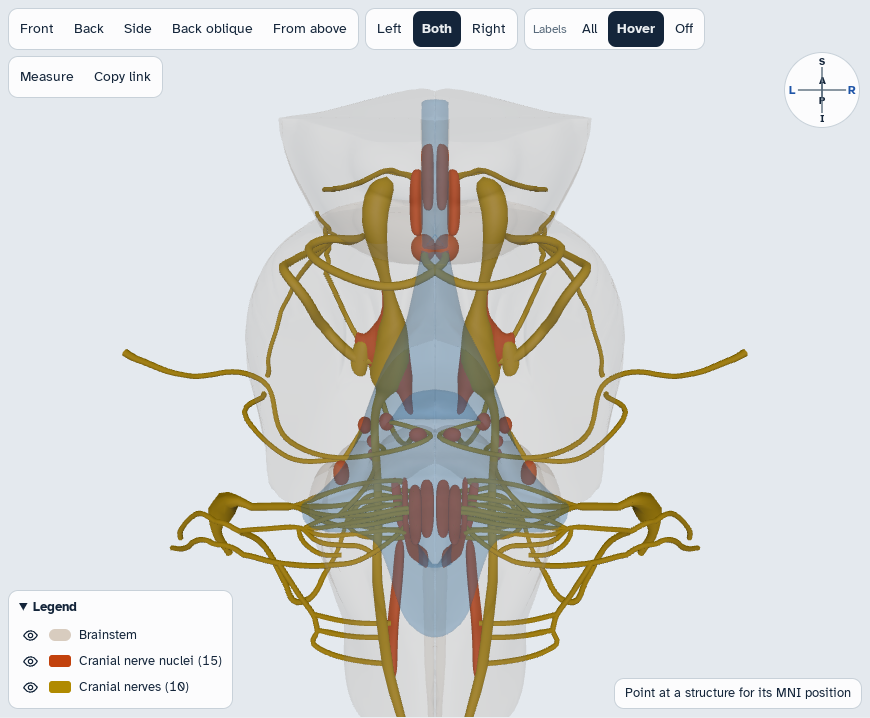 Front Back Side Back oblique From above Left Both Right Labels All Hover Off
Measure Copy link
S
A
L R
P
I
▼ Legend
Brainstem
Cranial nerve nuclei (15)
Cranial nerves (10)
Point at a structure for its MNI position